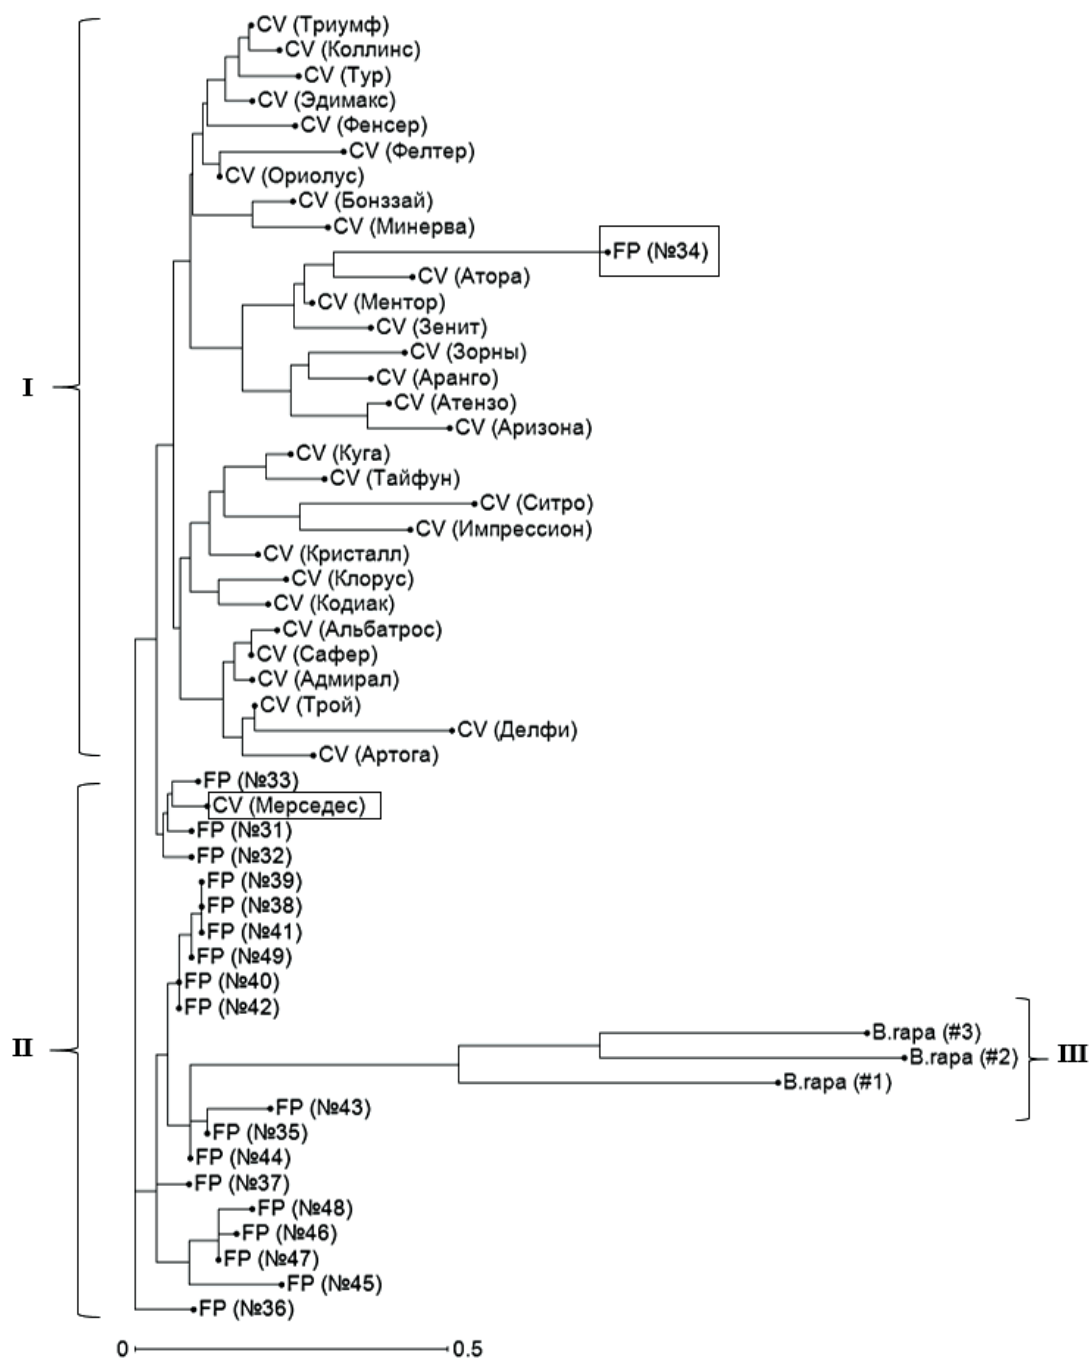 CV (Триумф)
CV (Коллинс)
CV (Тур)
CV (Эдимакс)
CV (Фенсер)
CV (Фелтер)
CV (Ориолус)
CV (Бонззай)
CV (Минерва)
FP (№34)
CV (Атора)
CV (Ментор)
CV (Зенит)
CV (Зорны)
CV (Аранго)
I
CV (Атензо)
CV (Аризона)
CV (Куга)
CV (Тайфун)
CV (Ситро)
CV (Импрессион)
CV (Кристалл)
CV (Клорус)
CV (Кодиак)
CV (Альбатрос)
CV (Сафер)
CV (Адмирал)
CV (Трой)
CV (Делфи)
CV (Артога)
FP (№33)
CV (Мерседес)
FP (№31)
FP (№32)
FP (№39)
FP (№38)
FP (№41)
FP (№49)
FP (№40)
FP (№42)
B.rapa (#3)
II
B.rapa (#2)
III
B.rapa (#1)
FP (№43)
FP (№35)
FP (№44)
FP (№37)
FP (№48)
FP (№46)
FP (№47)
FP (№45)
FP (№36)
0 0.5